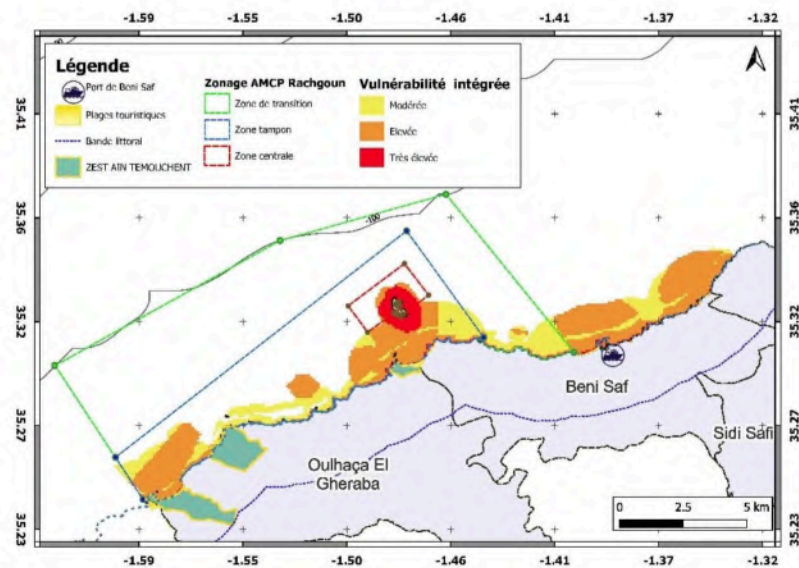 -1.59 -1.55 -1.50 -1.46 -1.41 -1.37 -1.32
Légende
Port de Beni Saf
Plages touristiques
Bande littoral
ZEST AIN TEMOUCHENT
Zonage AMCP Rachgoun
Zone de transition
Zone tampon
Zone centrale
Vulnérabilité intégrée
Modérée
Elevée
Très élevée
35.41 35.41
35.36 35.36
-100
35.32 35.32
Beni Saf
35.27 35.27
Sidi Safi
Oulhaça El
Gheraba
0 2.5 5 km
35.23 35.23
-1.59 -1.55 -1.50 -1.46 -1.41 -1.37 -1.32